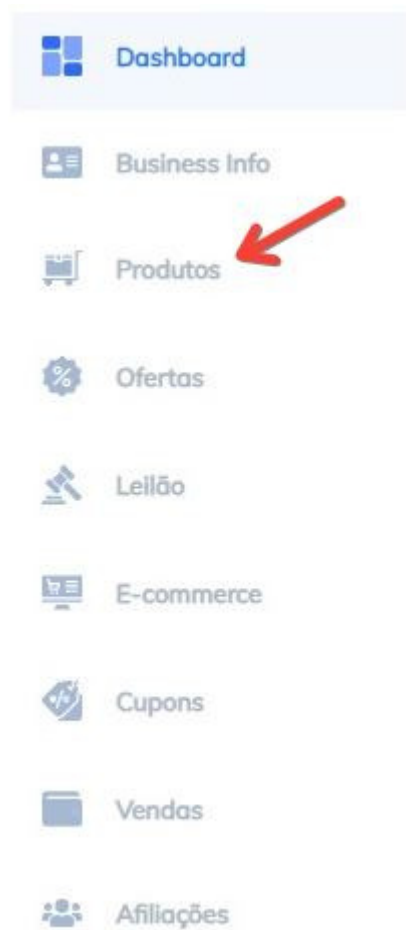 Dashboard
Business Info
Produtos
Ofertas
Leilão
E-commerce
Cupons
Vendas
Afiliações